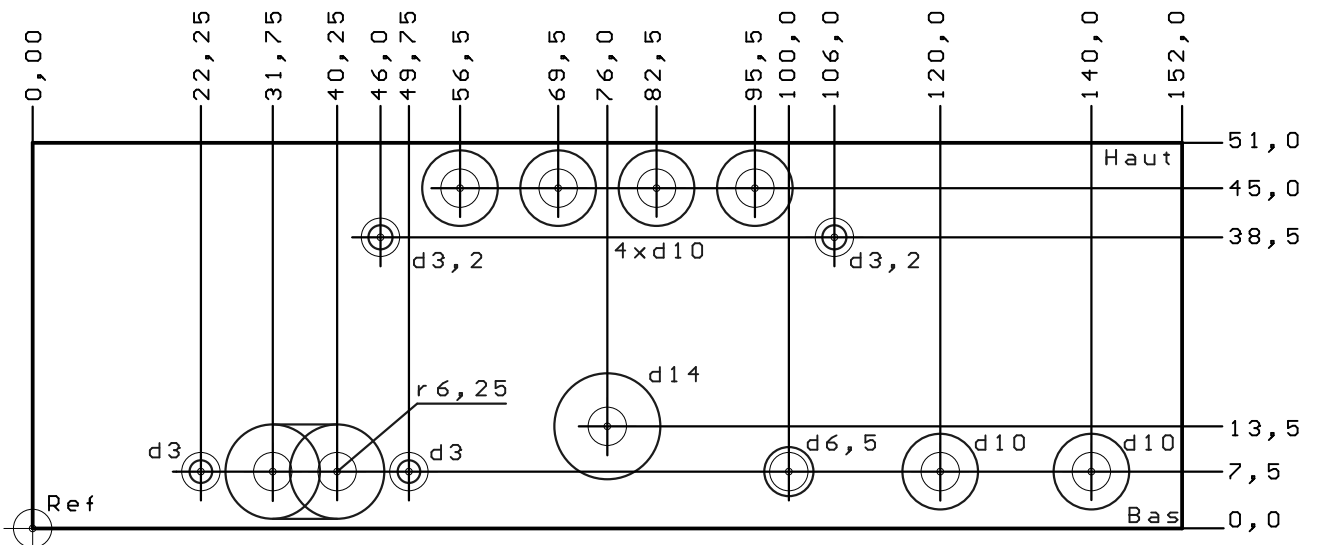 0,00
22,25
31,75
40,25
46,0
49,75
56,5
69,5
76,0
82,5
95,5
100,0
106,0
120,0
140,0
152,0
51,0
Haut
45,0
38,5
4xd10
d3,2
d3,2
d14
r6,25
13,5
d3
d3
d6,5
d10
d10
7,5
Ref
Bas
0,0